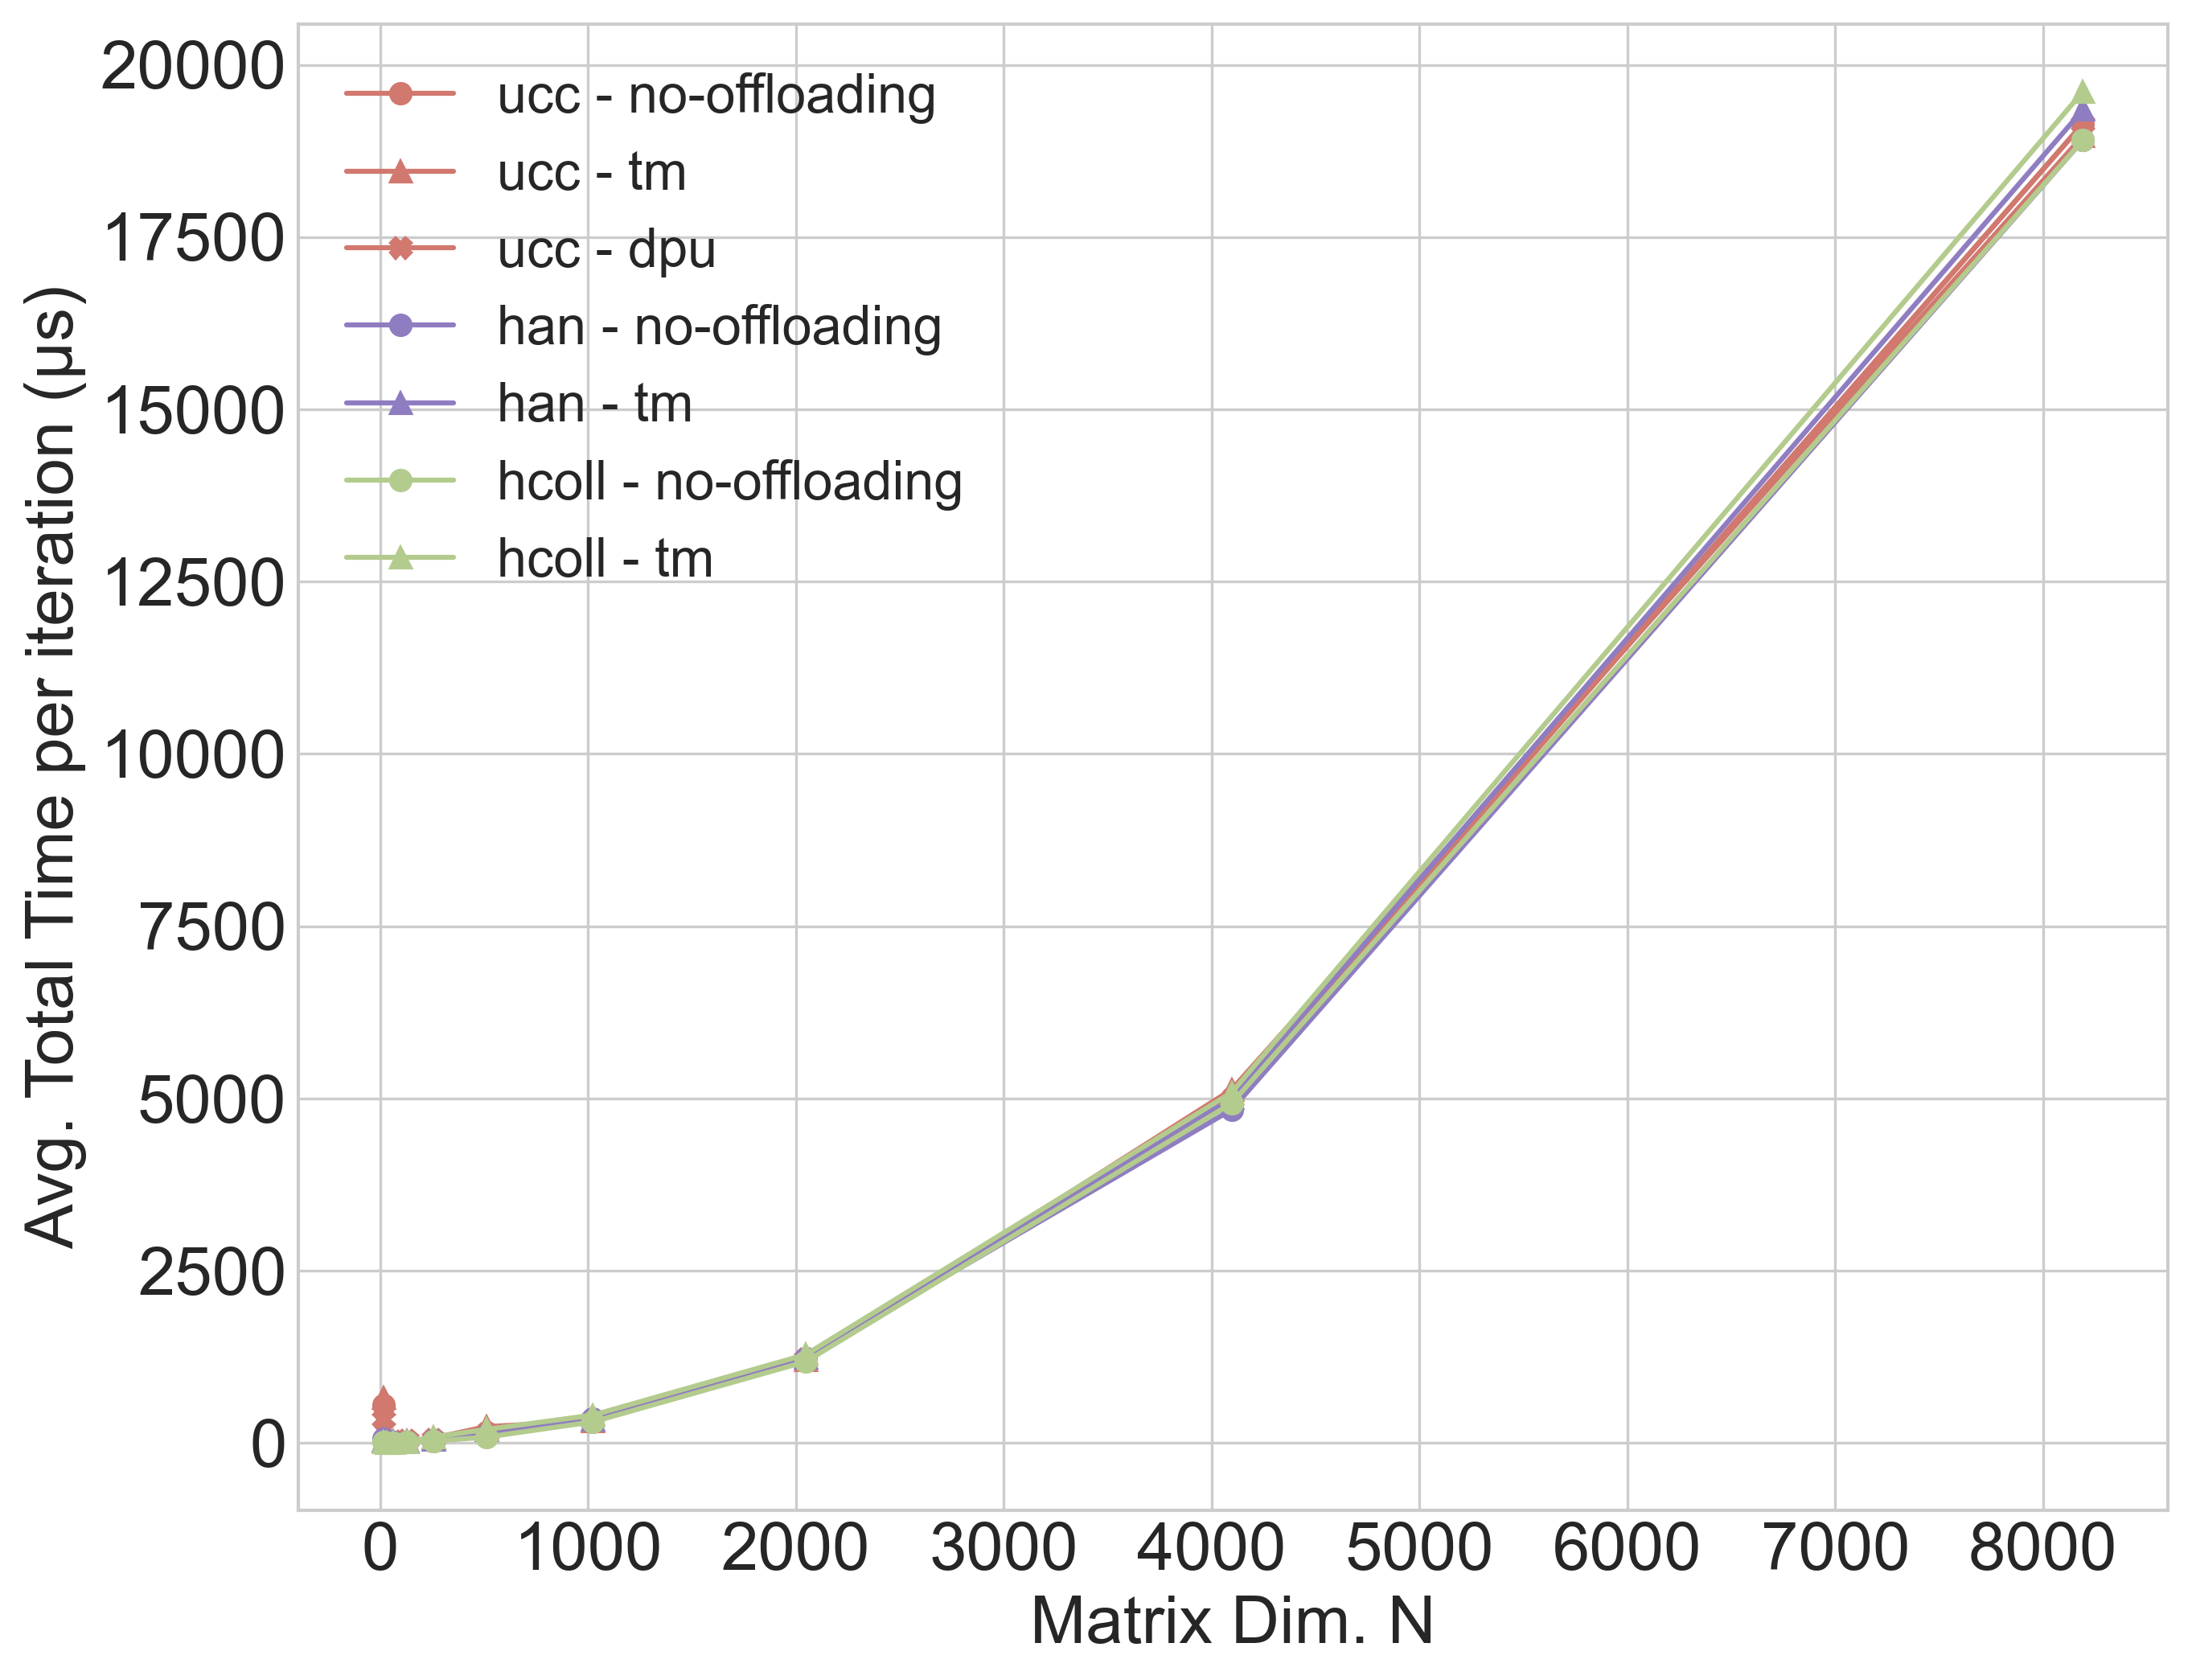 20000
17500
15000
12500
10000
7500
5000
2500
0
Avg. Total Time per iteration (μs)
ucc - no-offloading
ucc - tm
ucc - dpu
han - no-offloading
han - tm
hcoll - no-offloading
hcoll - tm
0 1000 2000 3000 4000 5000 6000 7000 8000
Matrix Dim. N